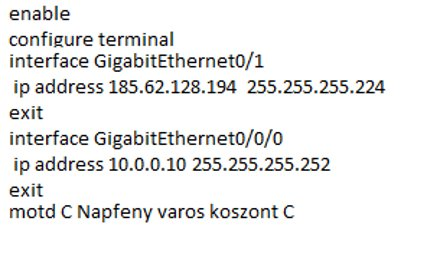 enable
configure terminal
interface GigabitEthernet0/1
ip address 185.62.128.194  255.255.255.224
exit
interface GigabitEthernet0/0/0
ip address 10.0.0.10 255.255.255.252
exit
motd C Napfeny varos koszont C